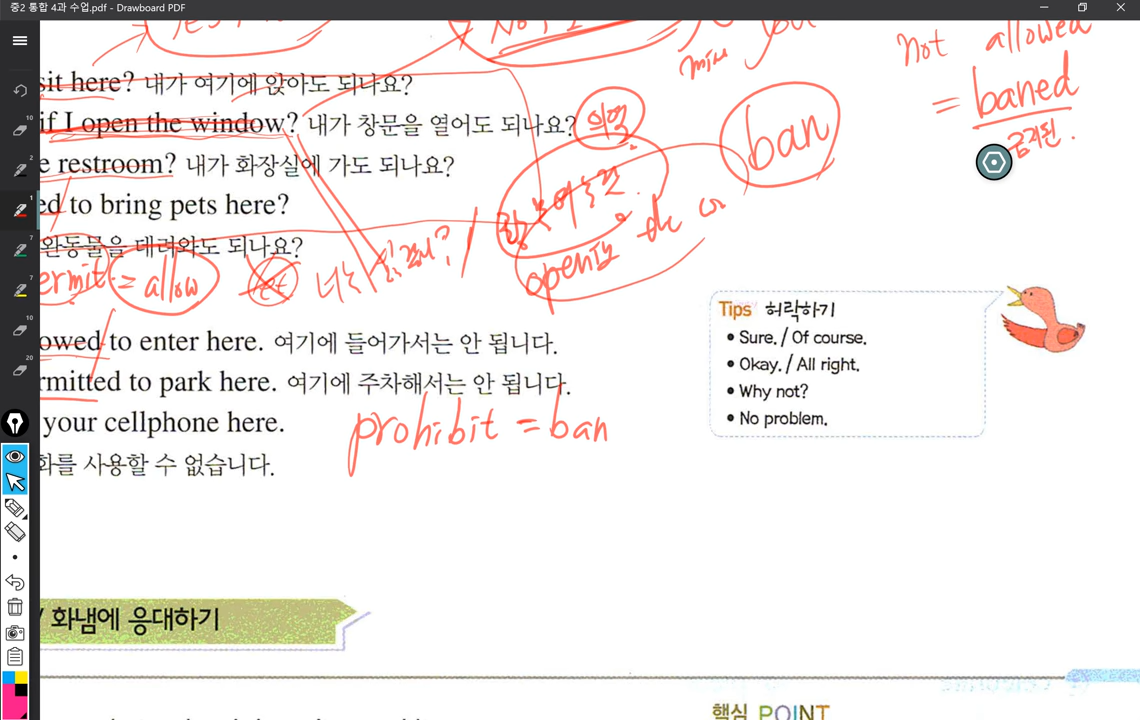 중2 통합 4과 수업.pdf - Drawboard PDF
not allowed
= baned
금지된.
you
sit here? 내가 여기에 앉아도 되나요?
if I open the window? 내가 창문을 열어도 되나요?
의역
ban
e restroom? 내가 화장실에 가도 되나요?
ed to bring pets here?
완동물을 데려와도 되나요?
ermit = allow
let
너는
open
owed to enter here. 여기에 들어가서는 안 됩니다.
rmitted to park here. 여기에 주차해서는 안 됩니다.
your cellphone here.
prohibit = ban
화를 사용할 수 없습니다.
Tips 허락하기
• Sure. / Of course.
• Okay. / All right.
• Why not?
• No problem.
/ 화냄에 응대하기
핵심 POINT